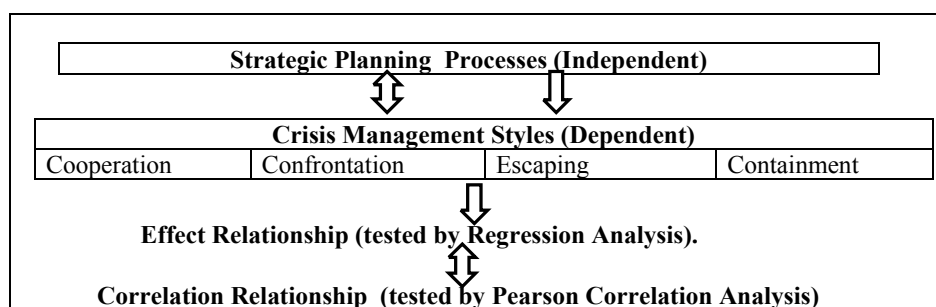 Strategic Planning Processes (Independent)
Crisis Management Styles (Dependent)
Cooperation Confrontation Escaping Containment
Effect Relationship (tested by Regression Analysis).
Correlation Relationship (tested by Pearson Correlation Analysis)